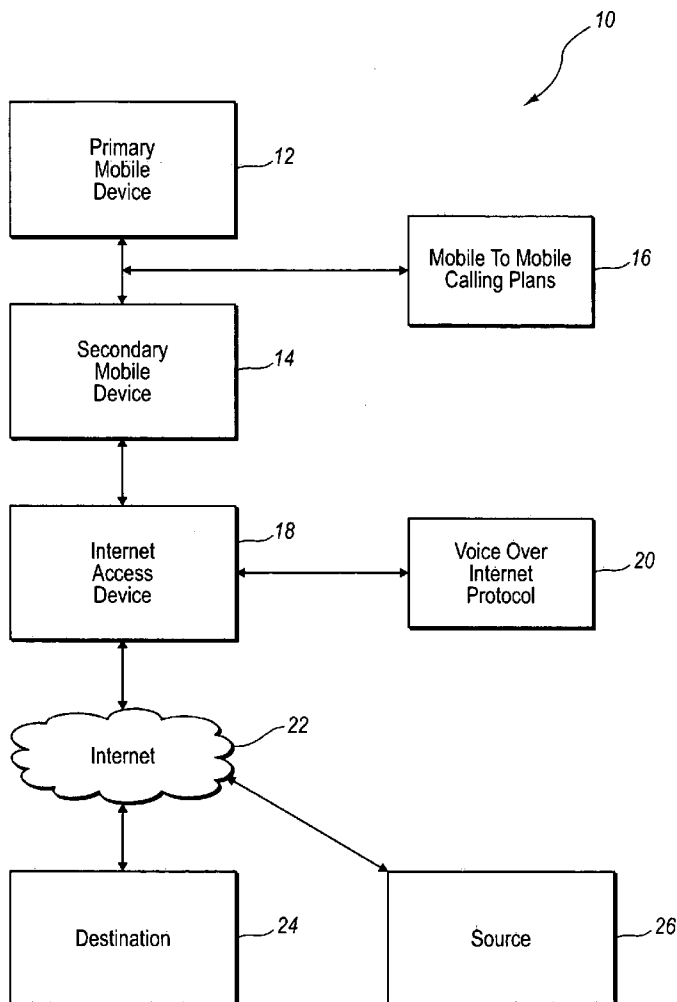 10
Primary
Mobile
Device
12
Mobile To Mobile
Calling Plans
16
Secondary
Mobile
Device
14
Internet
Access
Device
18
Voice Over
Internet
Protocol
20
Internet
22
Destination
24
Source
26